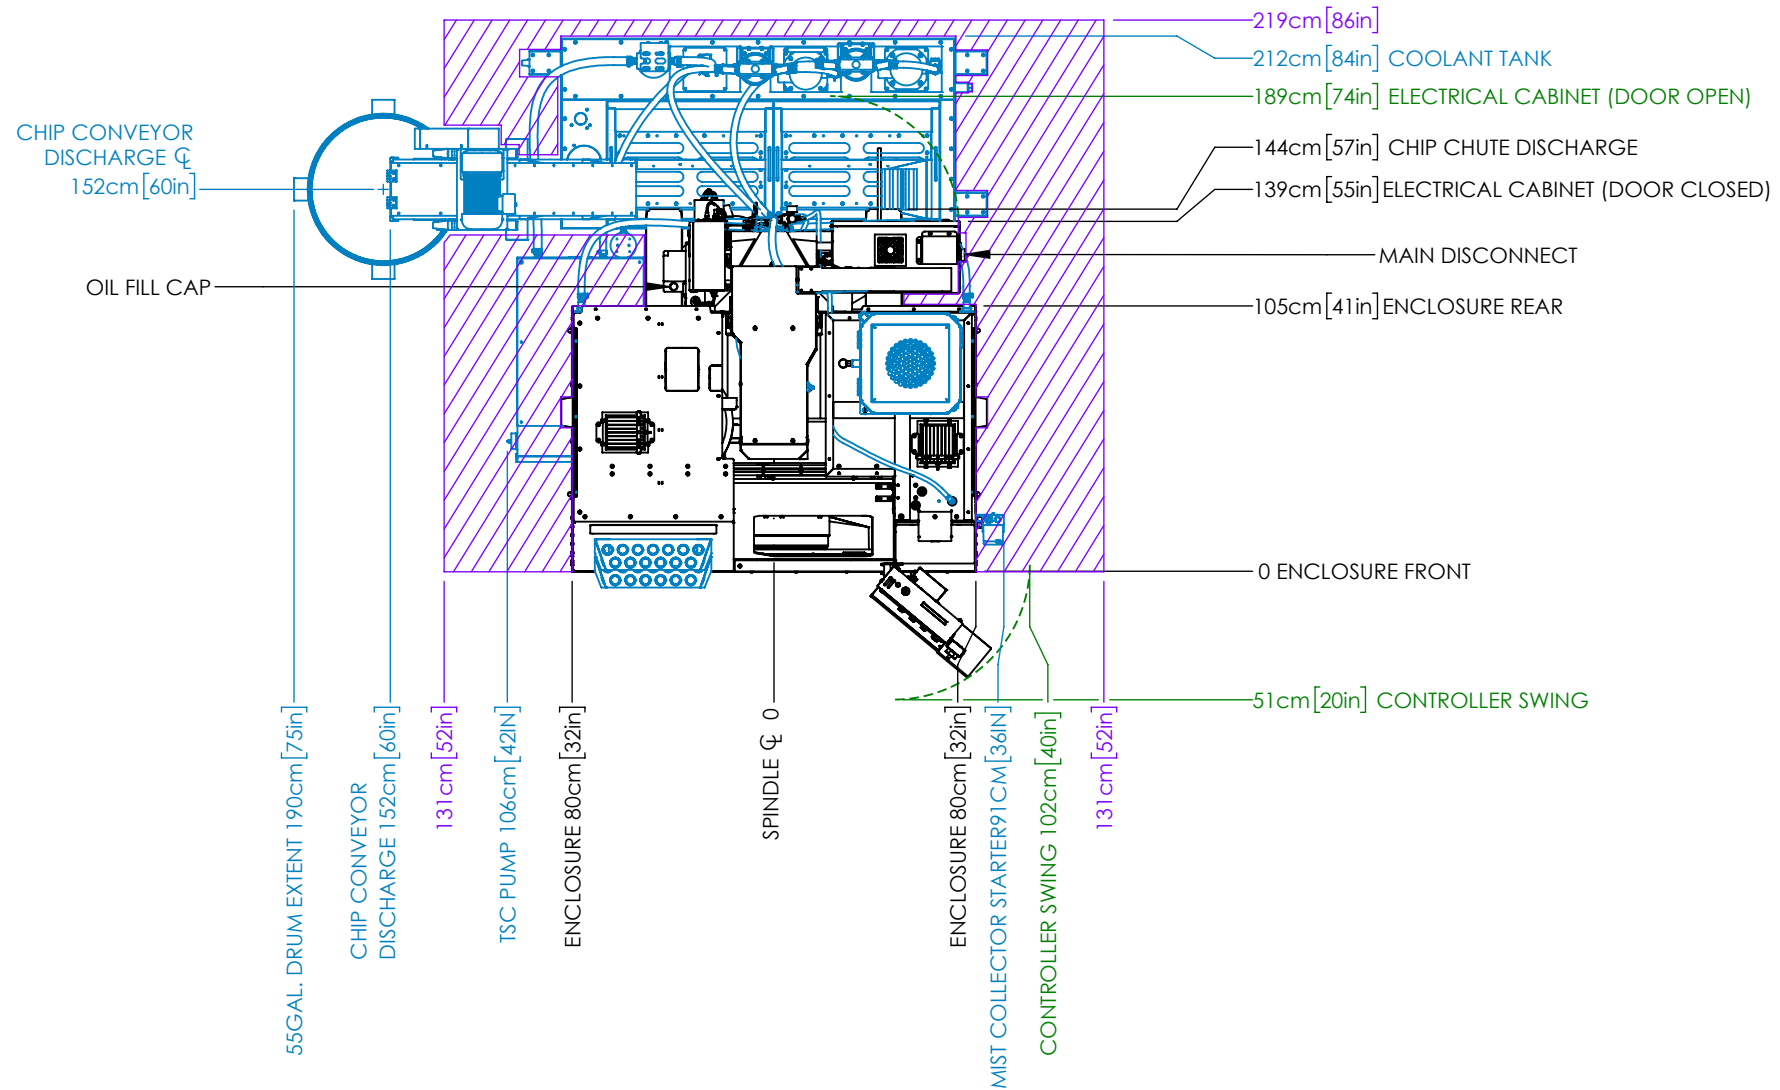 219cm[86in]
212cm[84in] COOLANT TANK
189cm[74in] ELECTRICAL CABINET (DOOR OPEN)
CHIP CONVEYOR
DISCHARGE ℄
152cm[60in]
144cm[57in] CHIP CHUTE DISCHARGE
139cm[55in] ELECTRICAL CABINET (DOOR CLOSED)
MAIN DISCONNECT
OIL FILL CAP
105cm[41in] ENCLOSURE REAR
0 ENCLOSURE FRONT
51cm[20in] CONTROLLER SWING
55GAL. DRUM EXTENT 190cm[75in]
CHIP CONVEYOR
DISCHARGE 152cm[60in]
131cm[52in]
TSC PUMP 106cm[42IN]
ENCLOSURE 80cm[32in]
SPINDLE ℄ 0
ENCLOSURE 80cm[32in]
MIST COLLECTOR STARTER91CM[36IN]
CONTROLLER SWING 102cm[40in]
131cm[52in]